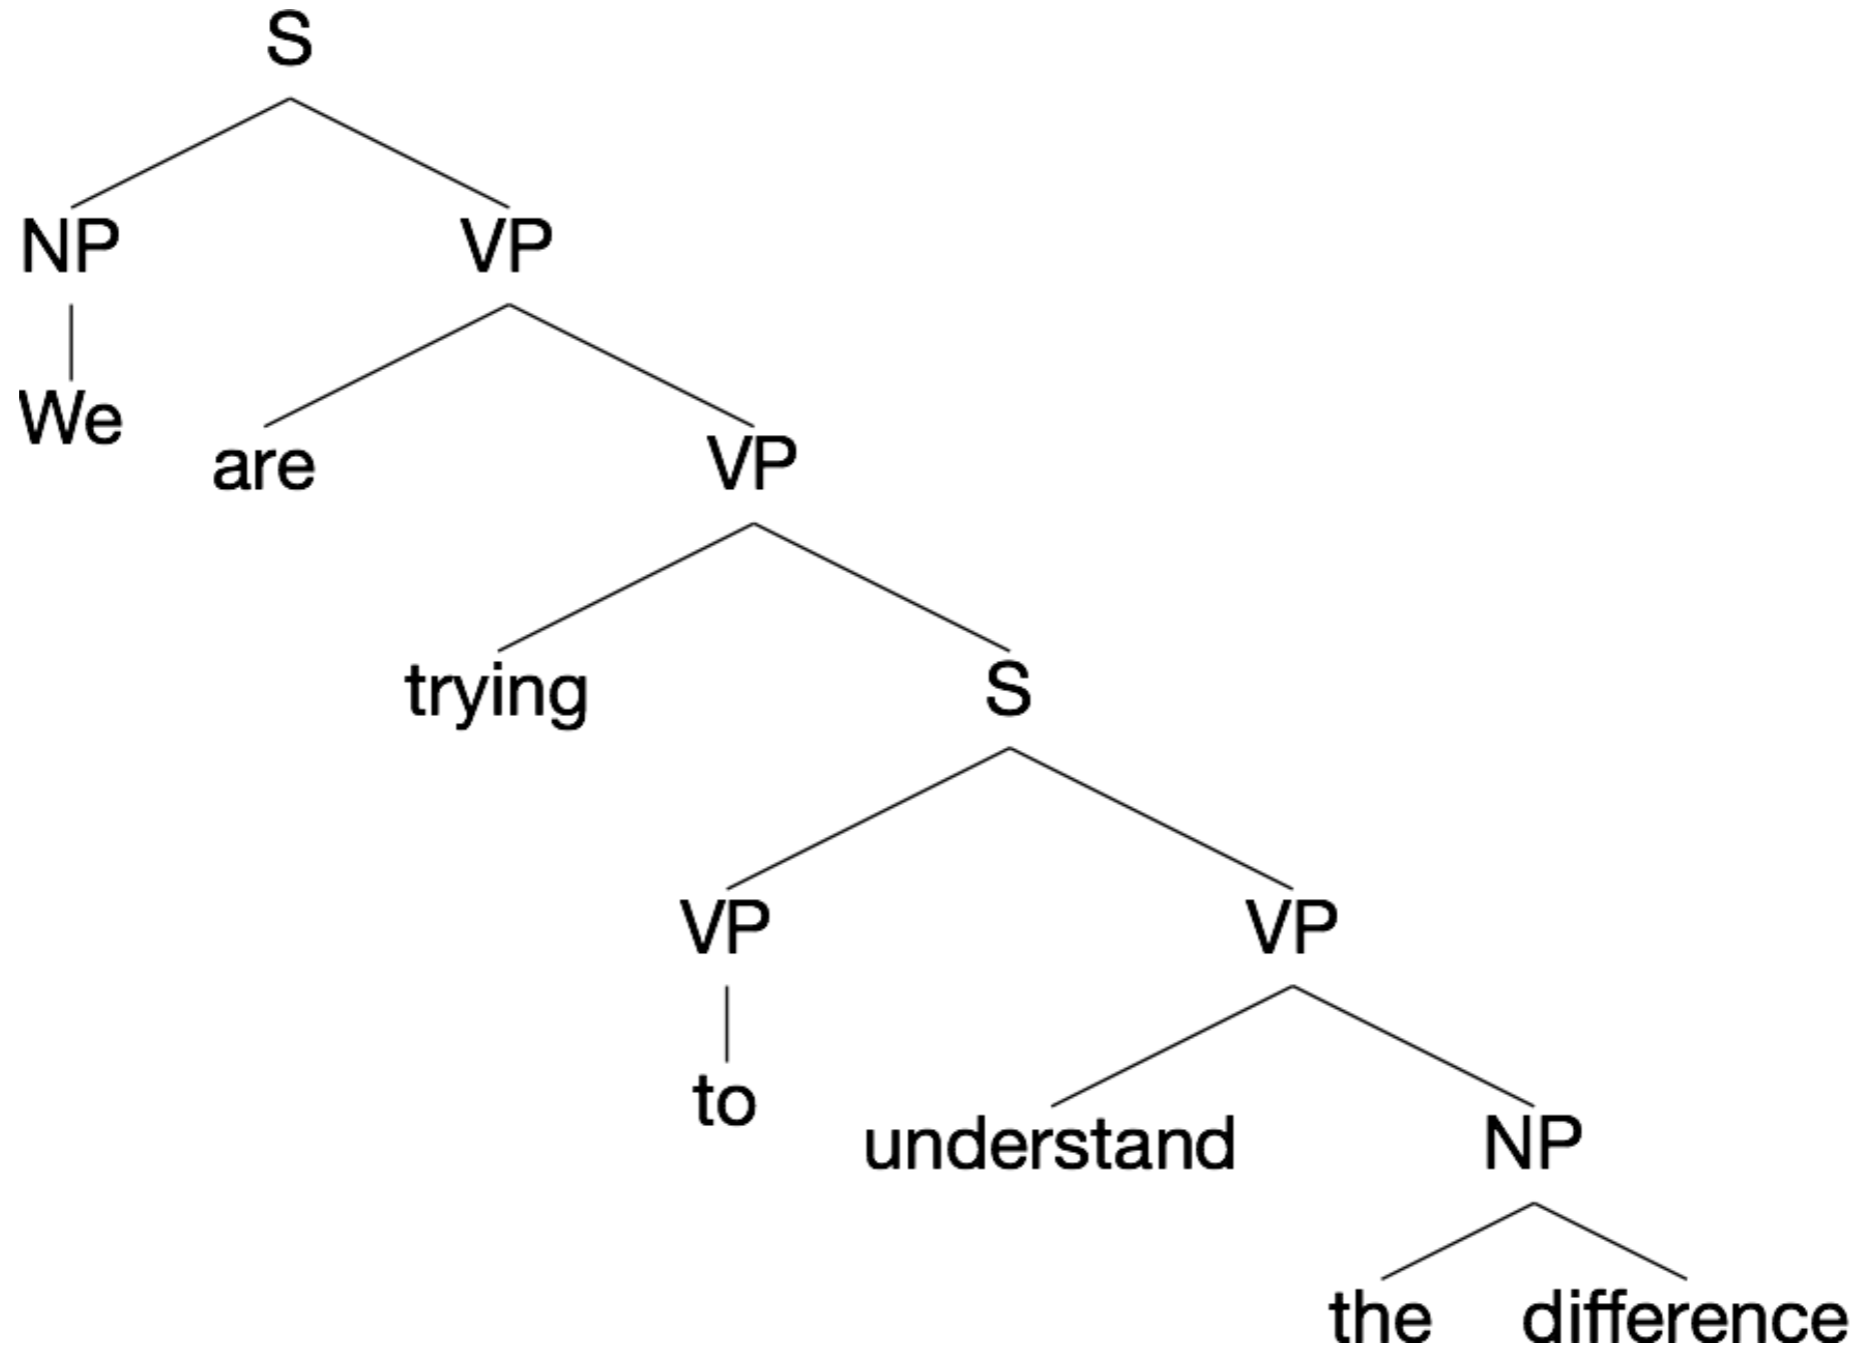 S
NP VP
We
are VP
trying S
VP VP
to
understand NP
the difference